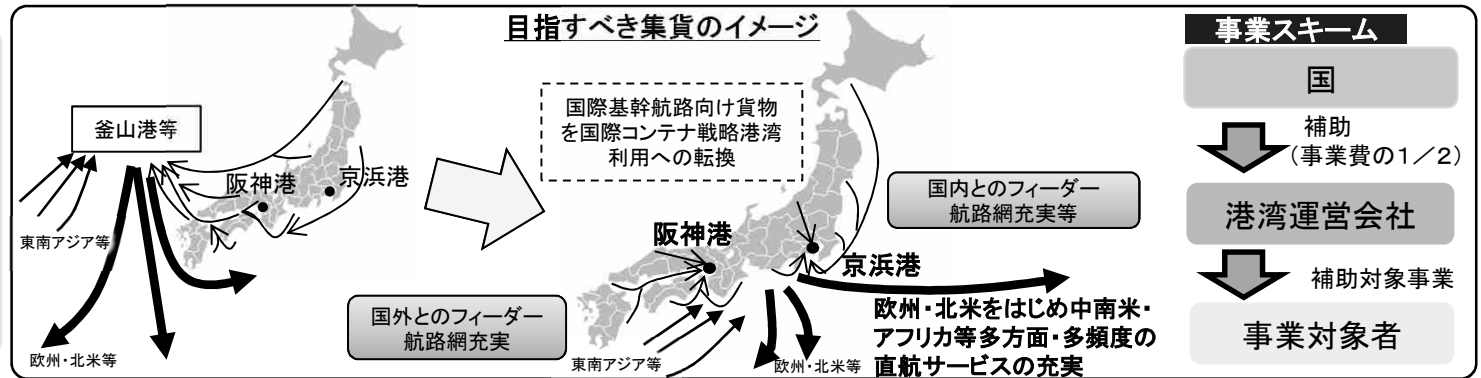 目指すべき集貨のイメージ
釜山港等
阪神港
京浜港
東南アジア等
欧州・北米等
国際基幹航路向け貨物
を国際コンテナ戦略港湾
利用への転換
国内とのフィーダー
航路網充実等
阪神港
京浜港
国外とのフィーダー
航路網充実
東南アジア等
欧州・北米等
欧州・北米をはじめ中南米・
アフリカ等多方面・多頻度の
直航サービスの充実
事業スキーム
国
補助
（事業費の１／２）
港湾運営会社
補助対象事業
事業対象者